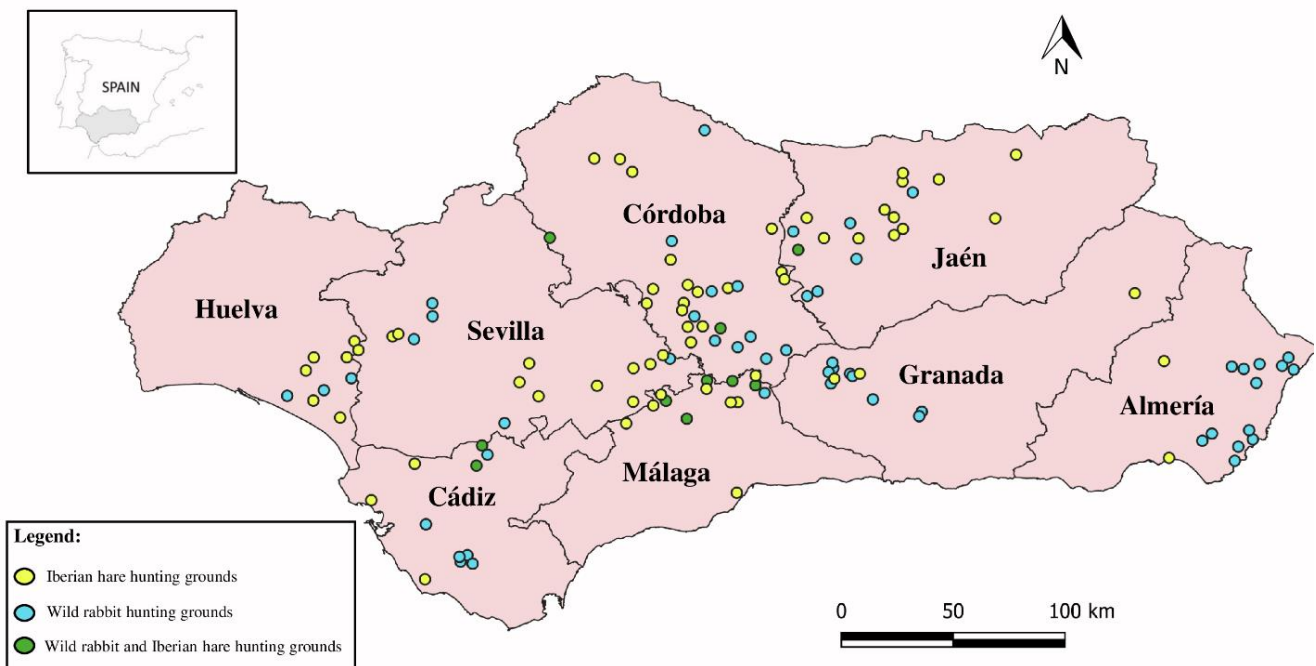 SPAIN
N
Córdoba
Jaén
Huelva
Sevilla
Granada
Almería
Málaga
Cádiz
Legend:
Iberian hare hunting grounds
Wild rabbit hunting grounds
Wild rabbit and Iberian hare hunting grounds
0 50 100 km